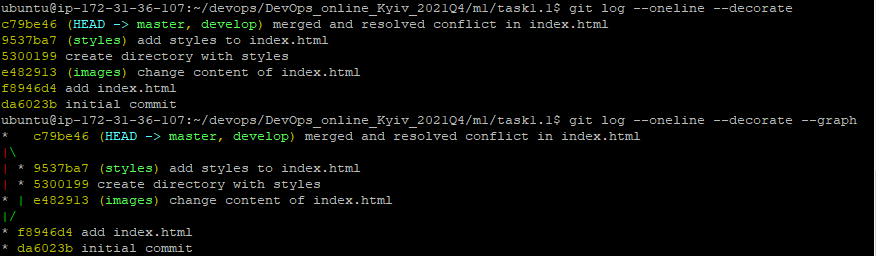 ubuntu@ip-172-31-36-107:~/devops/DevOps_online_Kyiv_2021Q4/m1/task1.1$ git log --oneline --decorate
c79be46 (HEAD -> master, develop) merged and resolved conflict in index.html
9537ba7 (styles) add styles to index.html
5300199 create directory with styles
e482913 (images) change content of index.html
f8946d4 add index.html
da6023b initial commit
ubuntu@ip-172-31-36-107:~/devops/DevOps_online_Kyiv_2021Q4/m1/task1.1$ git log --oneline --decorate --graph
*   c79be46 (HEAD -> master, develop) merged and resolved conflict in index.html
|\
| * 9537ba7 (styles) add styles to index.html
| * 5300199 create directory with styles
* | e482913 (images) change content of index.html
|/
* f8946d4 add index.html
* da6023b initial commit